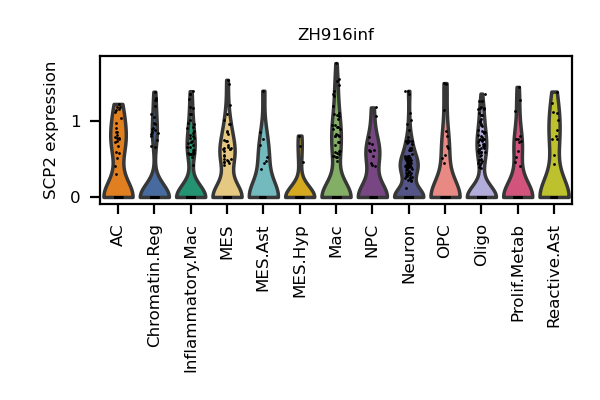 ZH916inf
SCP2 expression
1
0
AC
Chromatin.Reg
Inflammatory.Mac
MES
MES.Ast
MES.Hyp
Mac
NPC
Neuron
OPC
Oligo
Prolif.Metab
Reactive.Ast